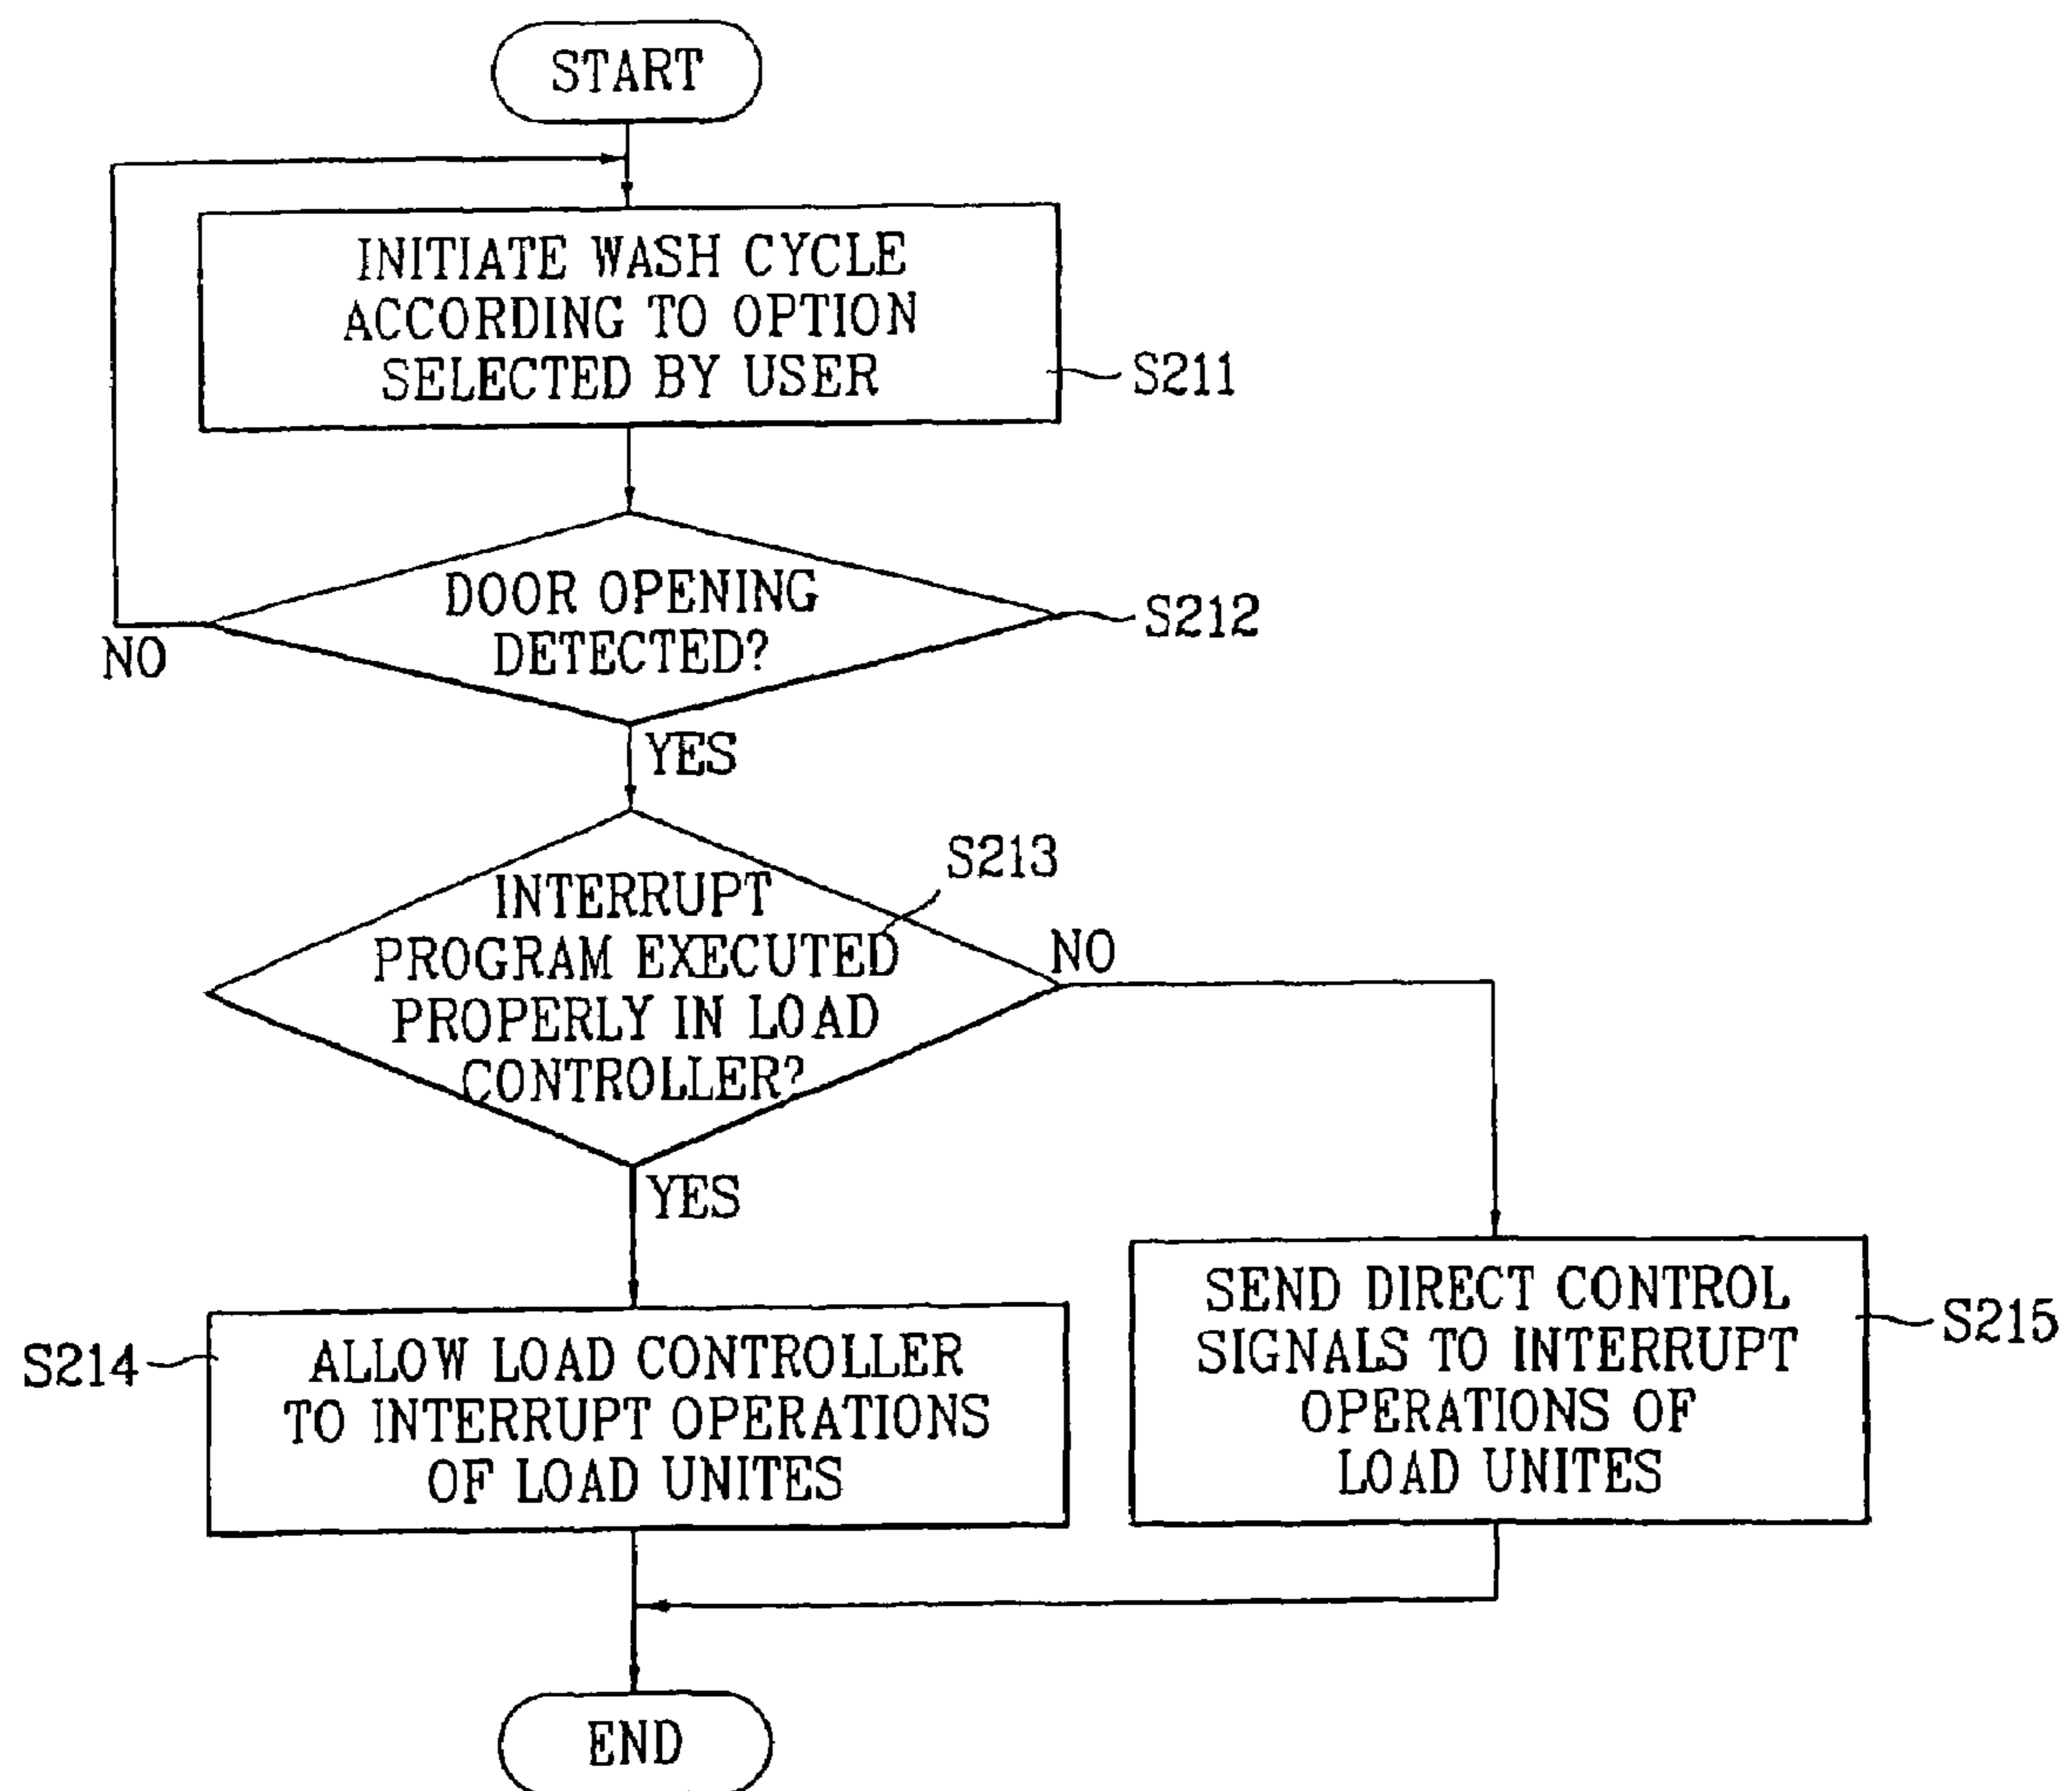 START
INITIATE WASH CYCLE
ACCORDING TO OPTION
SELECTED BY USER
S211
DOOR OPENING
DETECTED?
S212
NO
YES
S213
INTERRUPT
PROGRAM EXECUTED
PROPERLY IN LOAD
CONTROLLER?
NO
YES
S214
ALLOW LOAD CONTROLLER
TO INTERRUPT OPERATIONS
OF LOAD UNITES
SEND DIRECT CONTROL
SIGNALS TO INTERRUPT
OPERATIONS OF
LOAD UNITES
S215
END